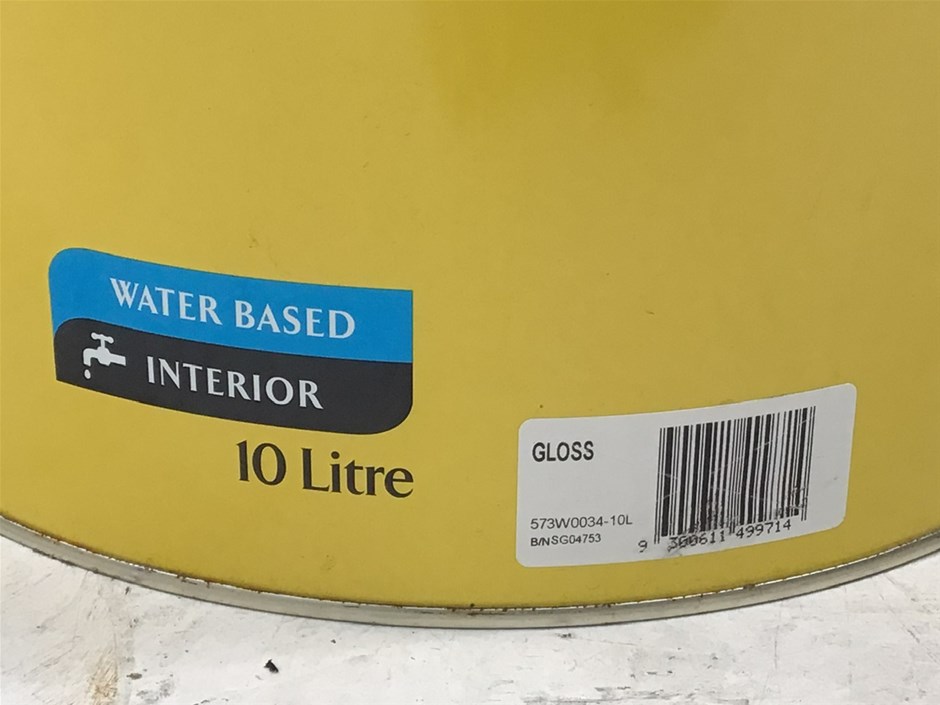 WATER BASED
INTERIOR
10 Litre
GLOSS
573W0034-10L
B/NSG04753
9 300611 499714